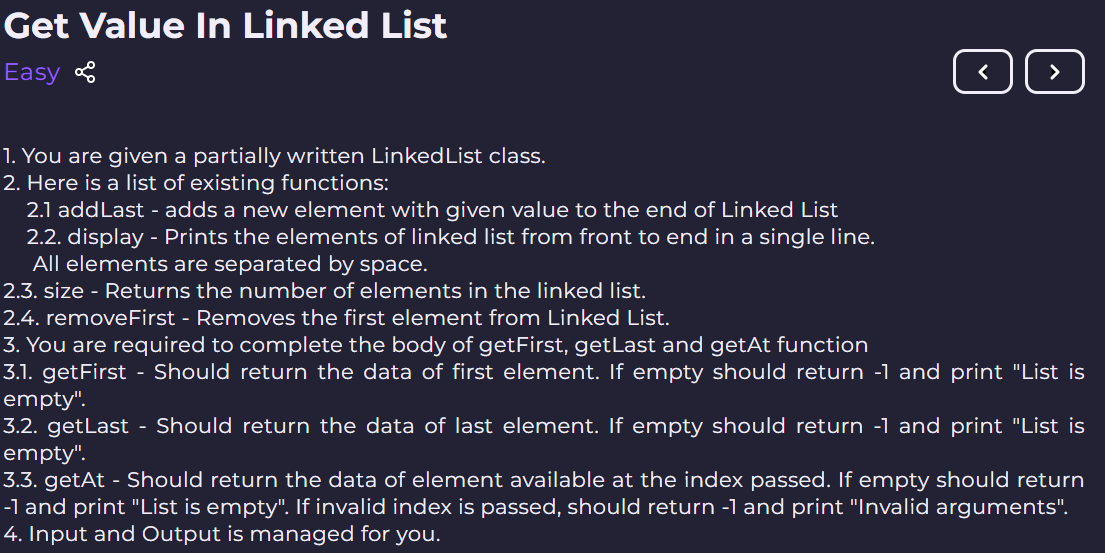 Get Value In Linked List
Easy
1. You are given a partially written LinkedList class.
2. Here is a list of existing functions:
2.1 addLast - adds a new element with given value to the end of Linked List
2.2. display - Prints the elements of linked list from front to end in a single line.
All elements are separated by space.
2.3. size - Returns the number of elements in the linked list.
2.4. removeFirst - Removes the first element from Linked List.
3. You are required to complete the body of getFirst, getLast and getAt function
3.1. getFirst - Should return the data of first element. If empty should return -1 and print "List is
empty".
3.2. getLast - Should return the data of last element. If empty should return -1 and print "List is
empty".
3.3. getAt - Should return the data of element available at the index passed. If empty should return
-1 and print "List is empty". If invalid index is passed, should return -1 and print "Invalid arguments".
4. Input and Output is managed for you.